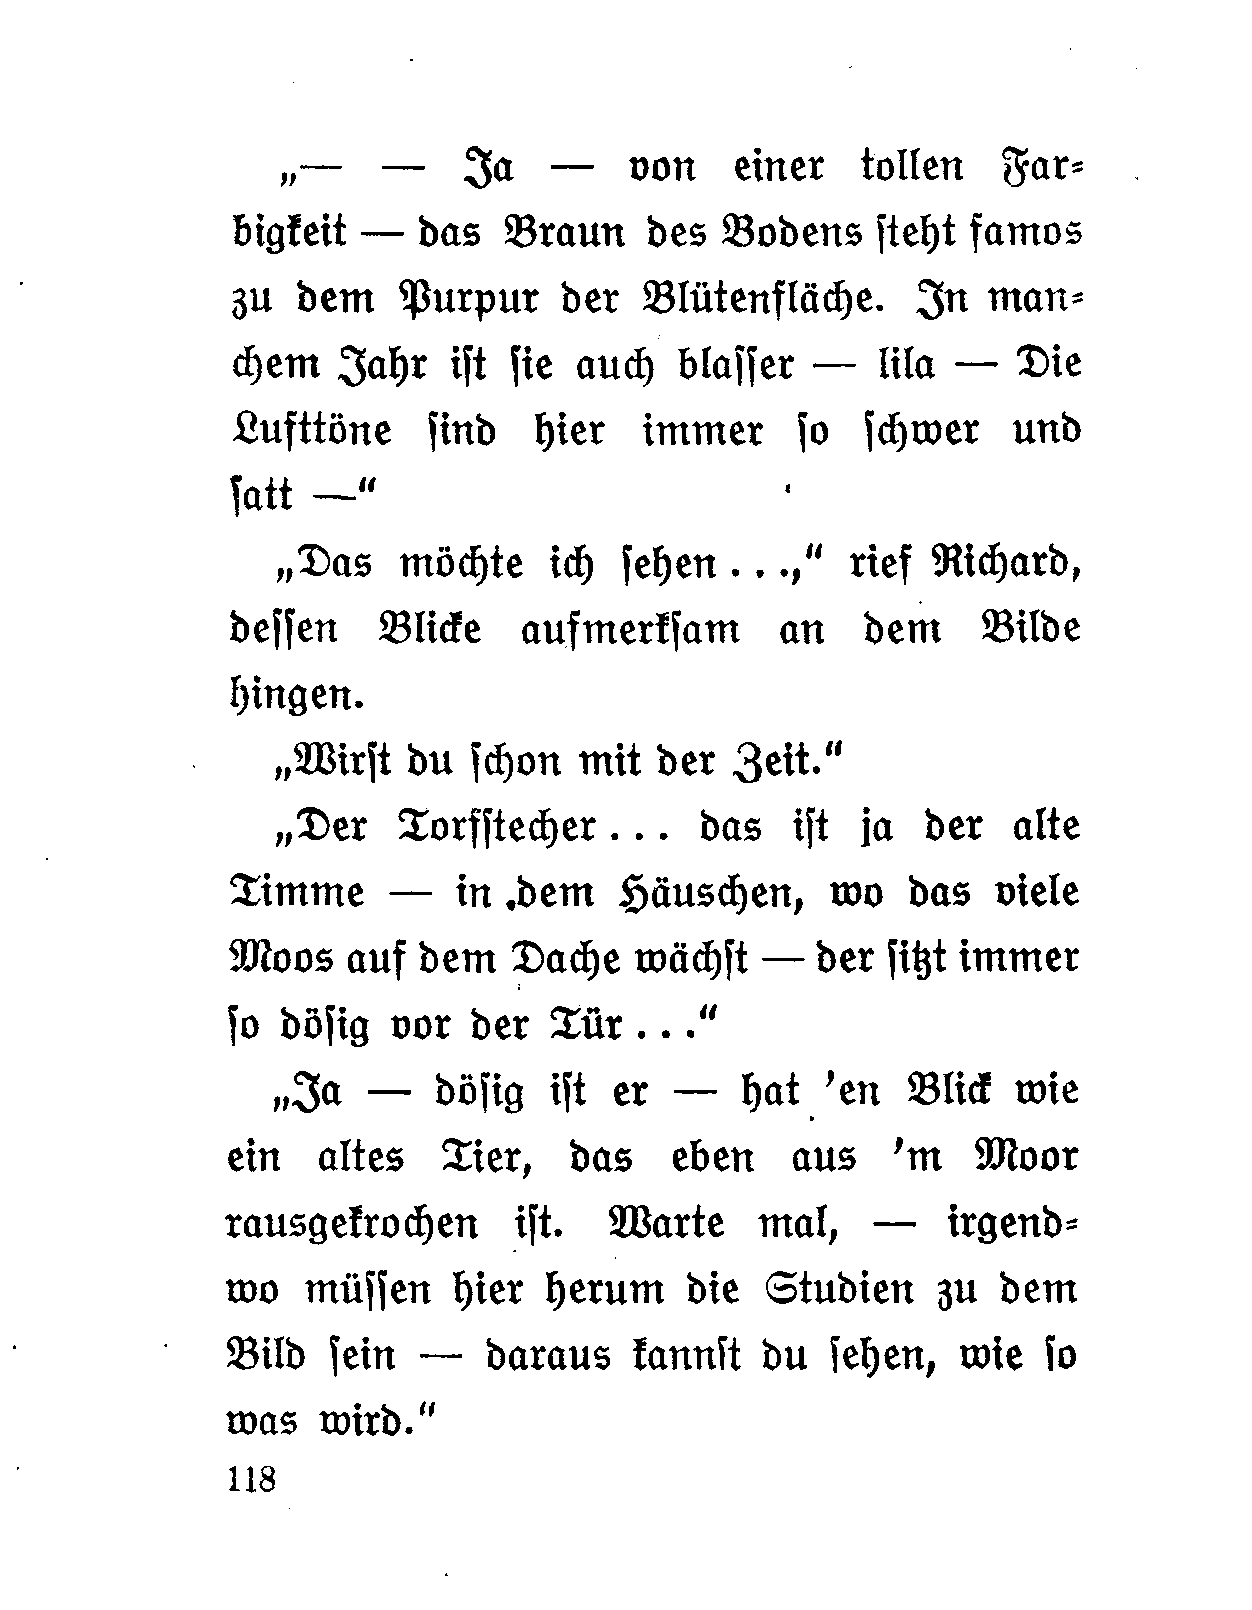 „— — Ja — von einer tollen Far-
bigkeit — das Braun des Bodens steht famos
zu dem Purpur der Blütenfläche. In man-
chem Jahr ist sie auch blasser — lila — Die
Lufttöne sind hier immer so schwer und
satt —“
„Das möchte ich sehen . . .,“ rief Richard,
dessen Blicke aufmerksam an dem Bilde
hingen.
„Wirst du schon mit der Zeit.“
„Der Torfstecher . . . das ist ja der alte
Timme — in dem Häuschen, wo das viele
Moos auf dem Dache wächst — der sitzt immer
so dösig vor der Tür . . .“
„Ja — dösig ist er — hat ’en Blick wie
ein altes Tier, das eben aus ’m Moor
rausgekrochen ist. Warte mal, — irgend-
wo müssen hier herum die Studien zu dem
Bild sein — daraus kannst du sehen, wie so
was wird.“
118